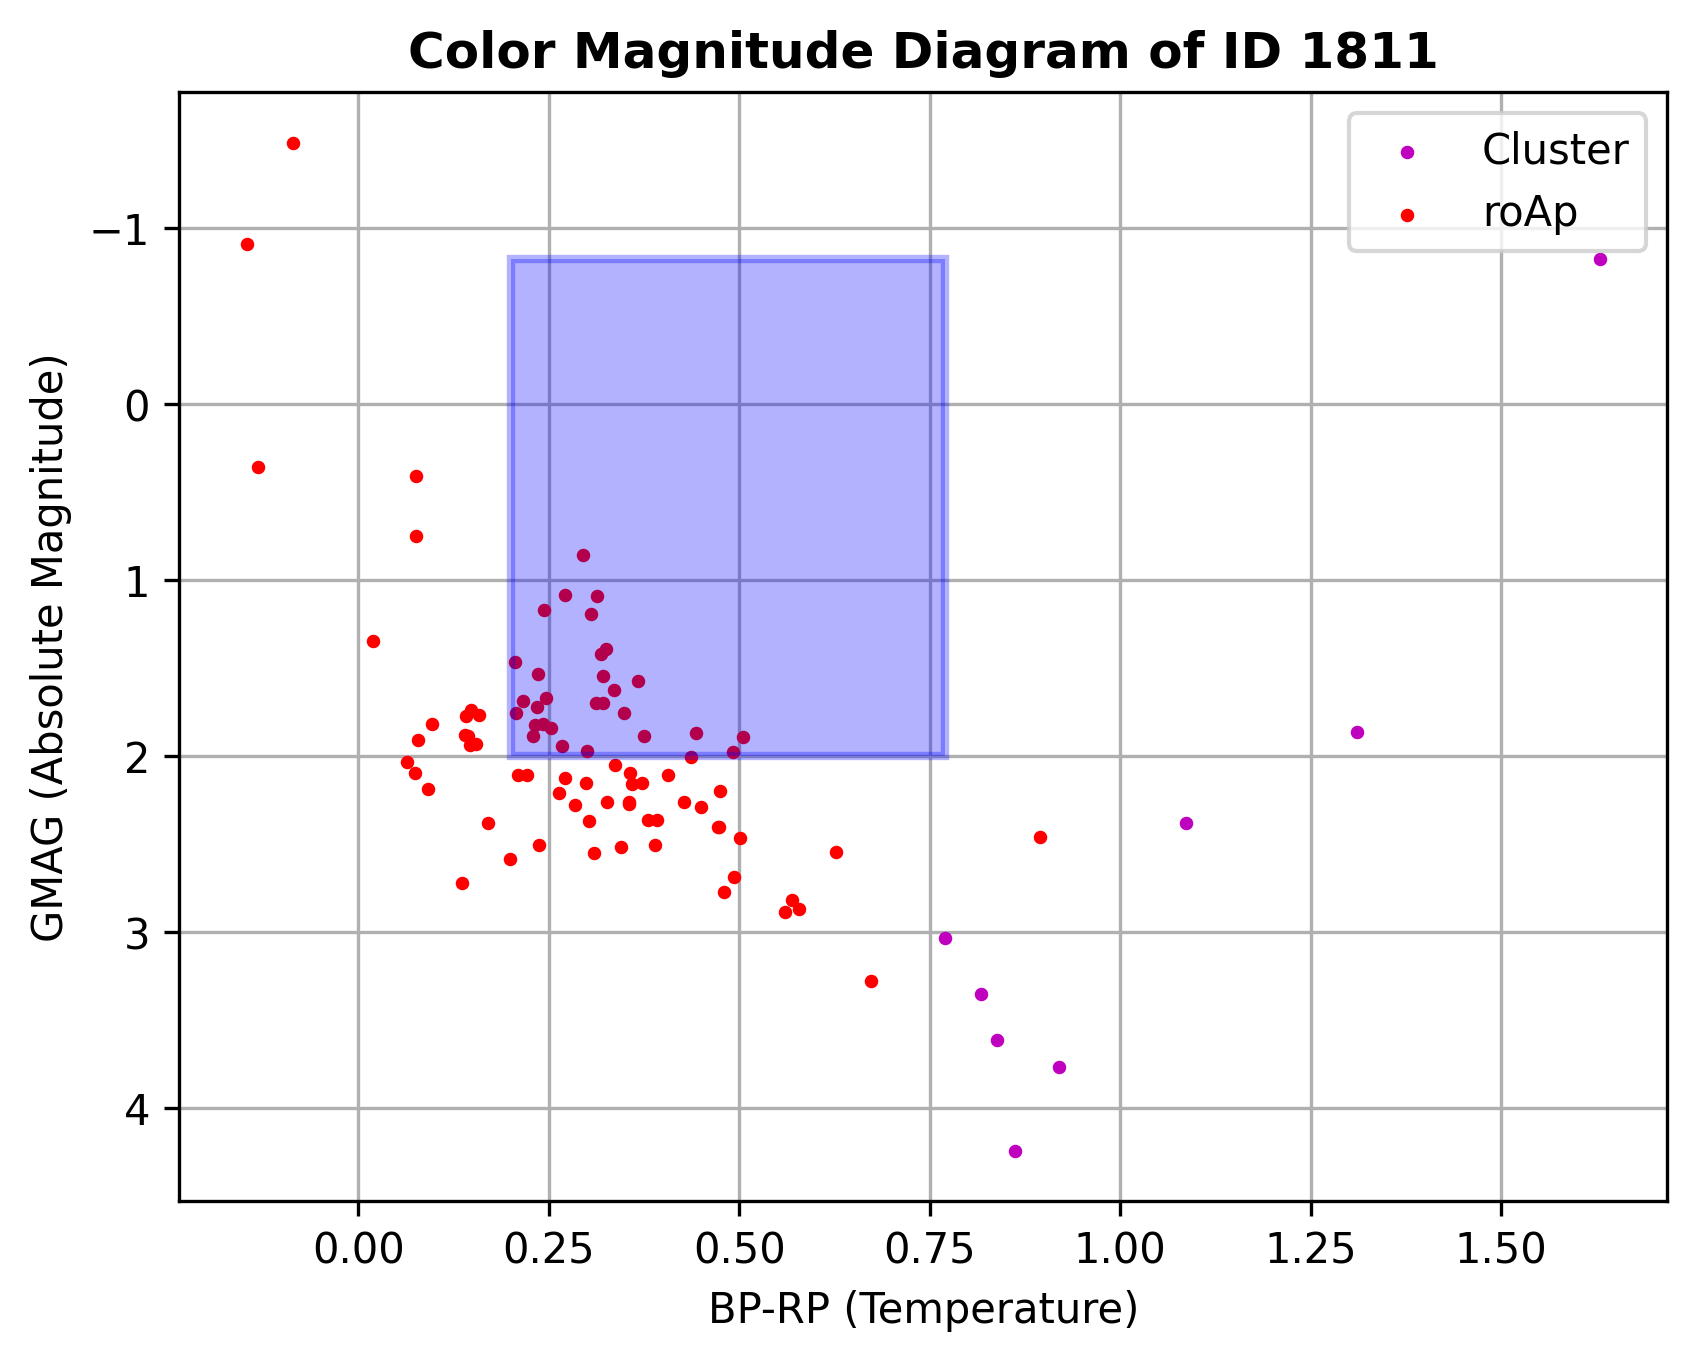 Color Magnitude Diagram of ID 1811
Cluster
roAp
GMAG (Absolute Magnitude)
−1
0
1
2
3
4
0.00 0.25 0.50 0.75 1.00 1.25 1.50
BP-RP (Temperature)